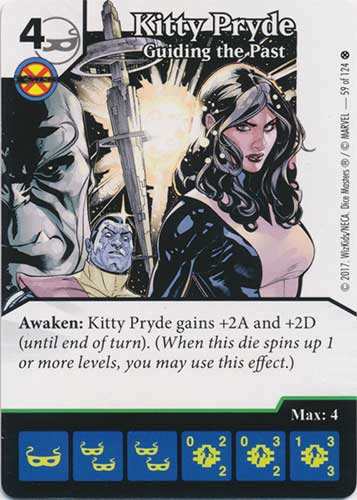 4
Kitty Pryde
Guiding the Past
© 2017. WizKids/NECA. Dice Masters ® / © MARVEL — 59 of 124
Awaken: Kitty Pryde gains +2A and +2D
(until end of turn). (When this die spins up 1
or more levels, you may use this effect.)
Max: 4
0 2 2
0 3 2
1 3 3